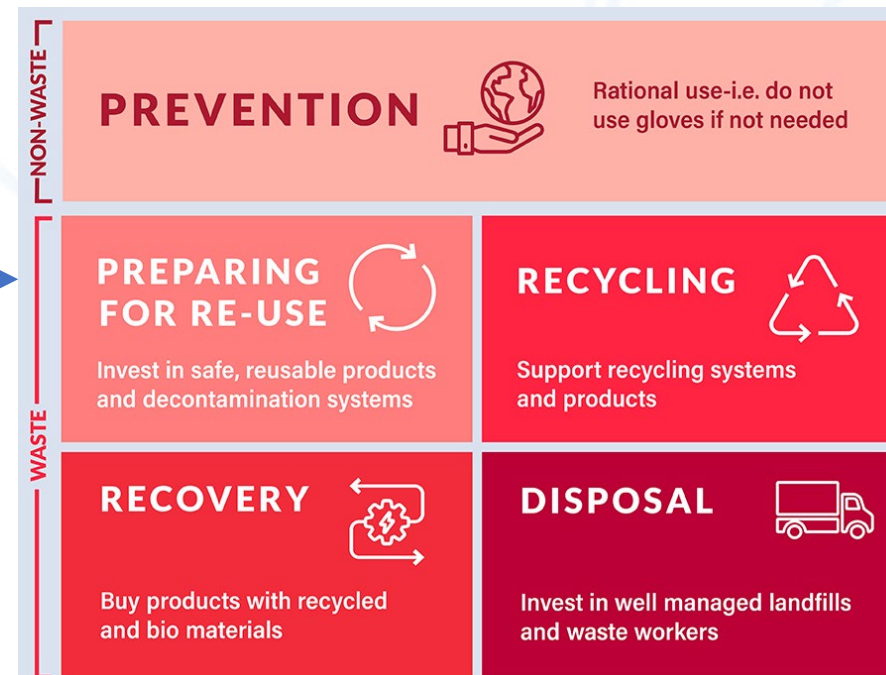 NON-WASTE
PREVENTION
Rational use-i.e. do not
use gloves if not needed
WASTE
PREPARING
FOR RE-USE
Invest in safe, reusable products
and decontamination systems
RECYCLING
Support recycling systems
and products
RECOVERY
Buy products with recycled
and bio materials
DISPOSAL
Invest in well managed landfills
and waste workers